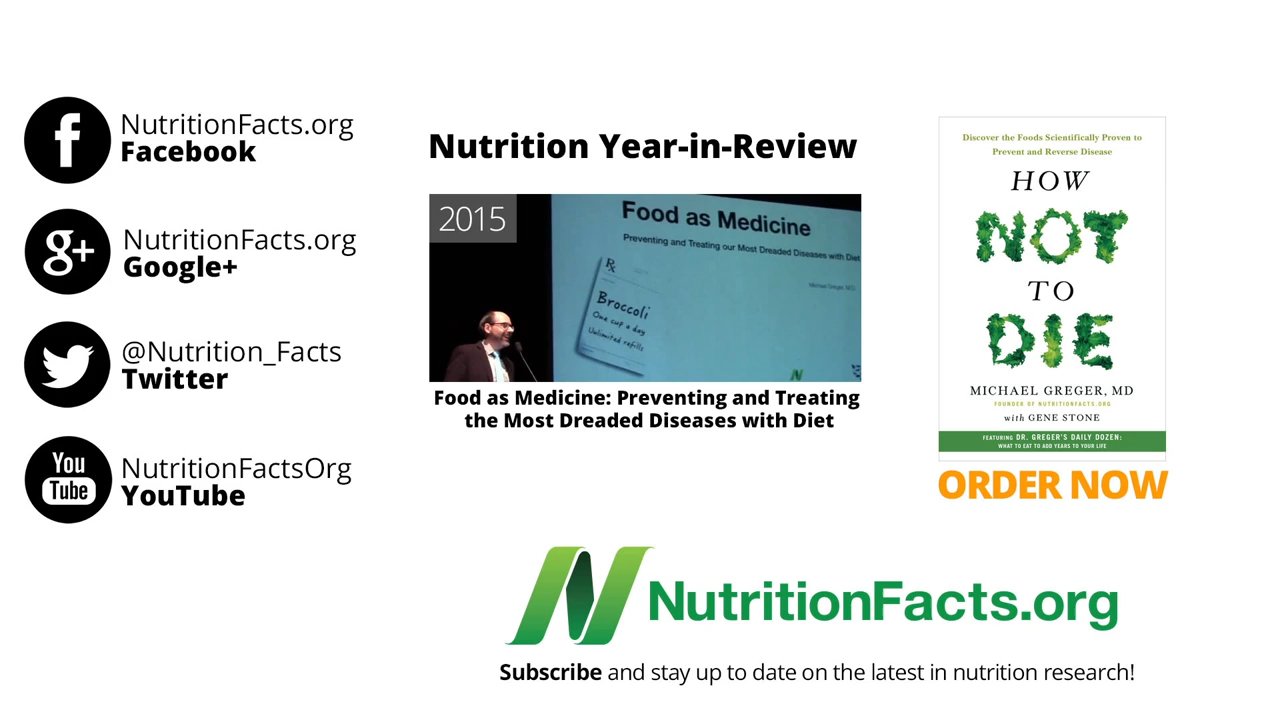 NutritionFacts.org
Facebook
NutritionFacts.org
Google+
@Nutrition_Facts
Twitter
You
Tube
NutritionFactsOrg
YouTube
Nutrition Year-in-Review
2015
Food as Medicine
Preventing and Treating our Most Dreaded Diseases with Diet
Michael Greger, M.D.
Rx
Broccoli
One cup a day
Unlimited refills
Food as Medicine: Preventing and Treating
the Most Dreaded Diseases with Diet
Discover the Foods Scientifically Proven to
Prevent and Reverse Disease
HOW
NOT
TO
DIE
MICHAEL GREGER, MD
FOUNDER OF NUTRITIONFACTS.ORG
with GENE STONE
FEATURING DR. GREGER'S DAILY DOZEN:
WHAT TO EAT TO ADD YEARS TO YOUR LIFE
ORDER NOW
NutritionFacts.org
Subscribe and stay up to date on the latest in nutrition research!